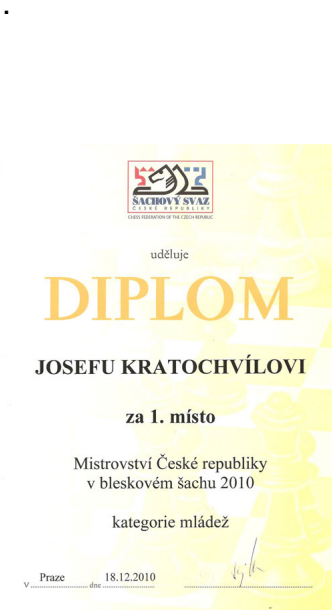 ŠACHOVÝ SVAZ
ČESKÉ REPUBLIKY
CHESS FEDERATION OF THE CZECH REPUBLIC
uděluje
DIPLOM
JOSEFU KRATOCHVÍLOVI
za 1. místo
Mistrovství České republiky
v bleskovém šachu 2010
kategorie mládež
V Praze dne 18.12.2010